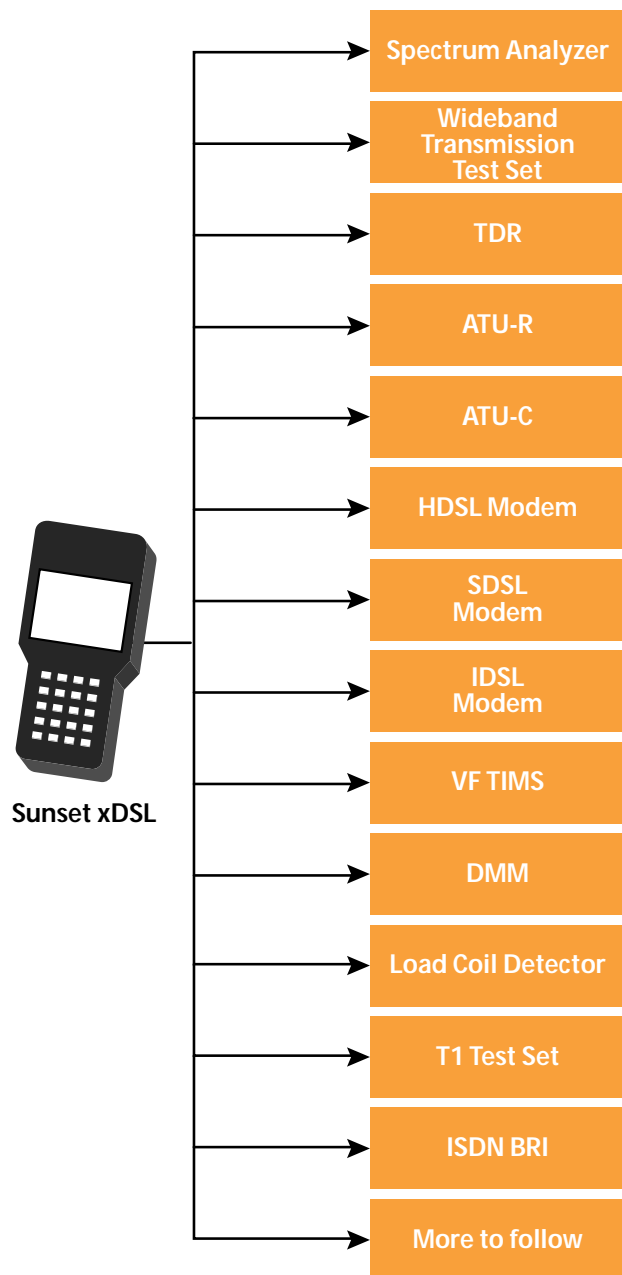 Spectrum Analyzer
Wideband
Transmission
Test Set
TDR
ATU-R
ATU-C
HDSL Modem
SDSL
Modem
IDSL
Modem
VF TIMS
DMM
Load Coil Detector
T1 Test Set
ISDN BRI
More to follow
Sunset xDSL